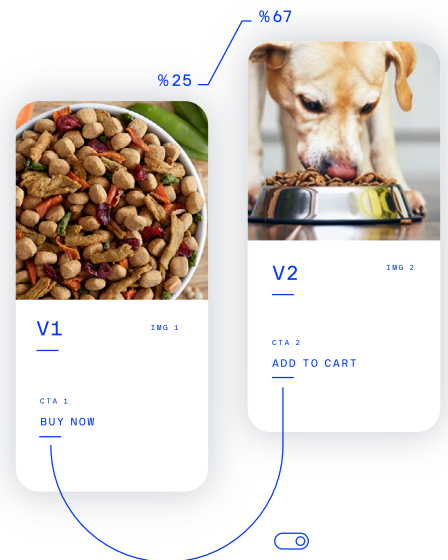 %67
%25
V1
IMG 1
CTA 1
BUY NOW
V2
IMG 2
CTA 2
ADD TO CART